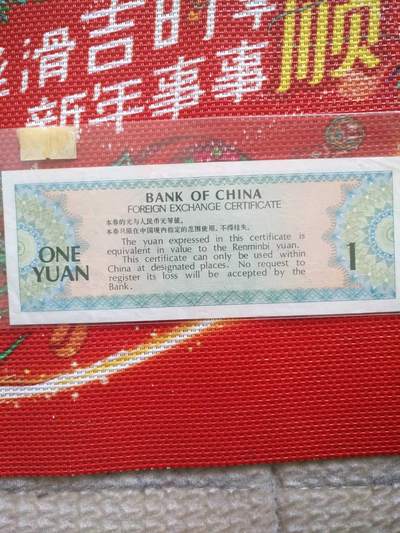 滑吉时
新年事事顺
BANK OF CHINA
FOREIGN EXCHANGE CERTIFICATE
本券的元与人民币元等值。
本券只限在中国境内指定的范围使用，不得挂失。
The yuan expressed in this certificate is
equivalent in value to the Renminbi yuan.
This certificate can only be used within
China at designated places. No request to
register its loss will be accepted by the
Bank.
ONE
YUAN
1